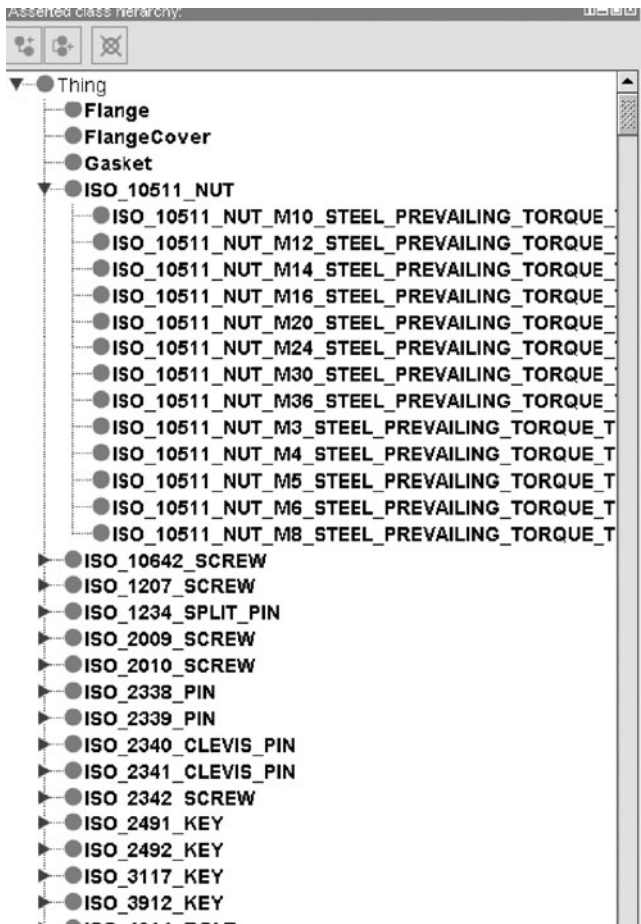 Asserted class hierarchy:
Thing
Flange
FlangeCover
Gasket
ISO_10511_NUT
ISO_10511_NUT_M10_STEEL_PREVAILING_TORQUE_
ISO_10511_NUT_M12_STEEL_PREVAILING_TORQUE_
ISO_10511_NUT_M14_STEEL_PREVAILING_TORQUE_
ISO_10511_NUT_M16_STEEL_PREVAILING_TORQUE_
ISO_10511_NUT_M20_STEEL_PREVAILING_TORQUE_
ISO_10511_NUT_M24_STEEL_PREVAILING_TORQUE_
ISO_10511_NUT_M30_STEEL_PREVAILING_TORQUE_
ISO_10511_NUT_M36_STEEL_PREVAILING_TORQUE_
ISO_10511_NUT_M3_STEEL_PREVAILING_TORQUE_T
ISO_10511_NUT_M4_STEEL_PREVAILING_TORQUE_T
ISO_10511_NUT_M5_STEEL_PREVAILING_TORQUE_T
ISO_10511_NUT_M6_STEEL_PREVAILING_TORQUE_T
ISO_10511_NUT_M8_STEEL_PREVAILING_TORQUE_T
ISO_10642_SCREW
ISO_1207_SCREW
ISO_1234_SPLIT_PIN
ISO_2009_SCREW
ISO_2010_SCREW
ISO_2338_PIN
ISO_2339_PIN
ISO_2340_CLEVIS_PIN
ISO_2341_CLEVIS_PIN
ISO_2342_SCREW
ISO_2491_KEY
ISO_2492_KEY
ISO_3117_KEY
ISO_3912_KEY